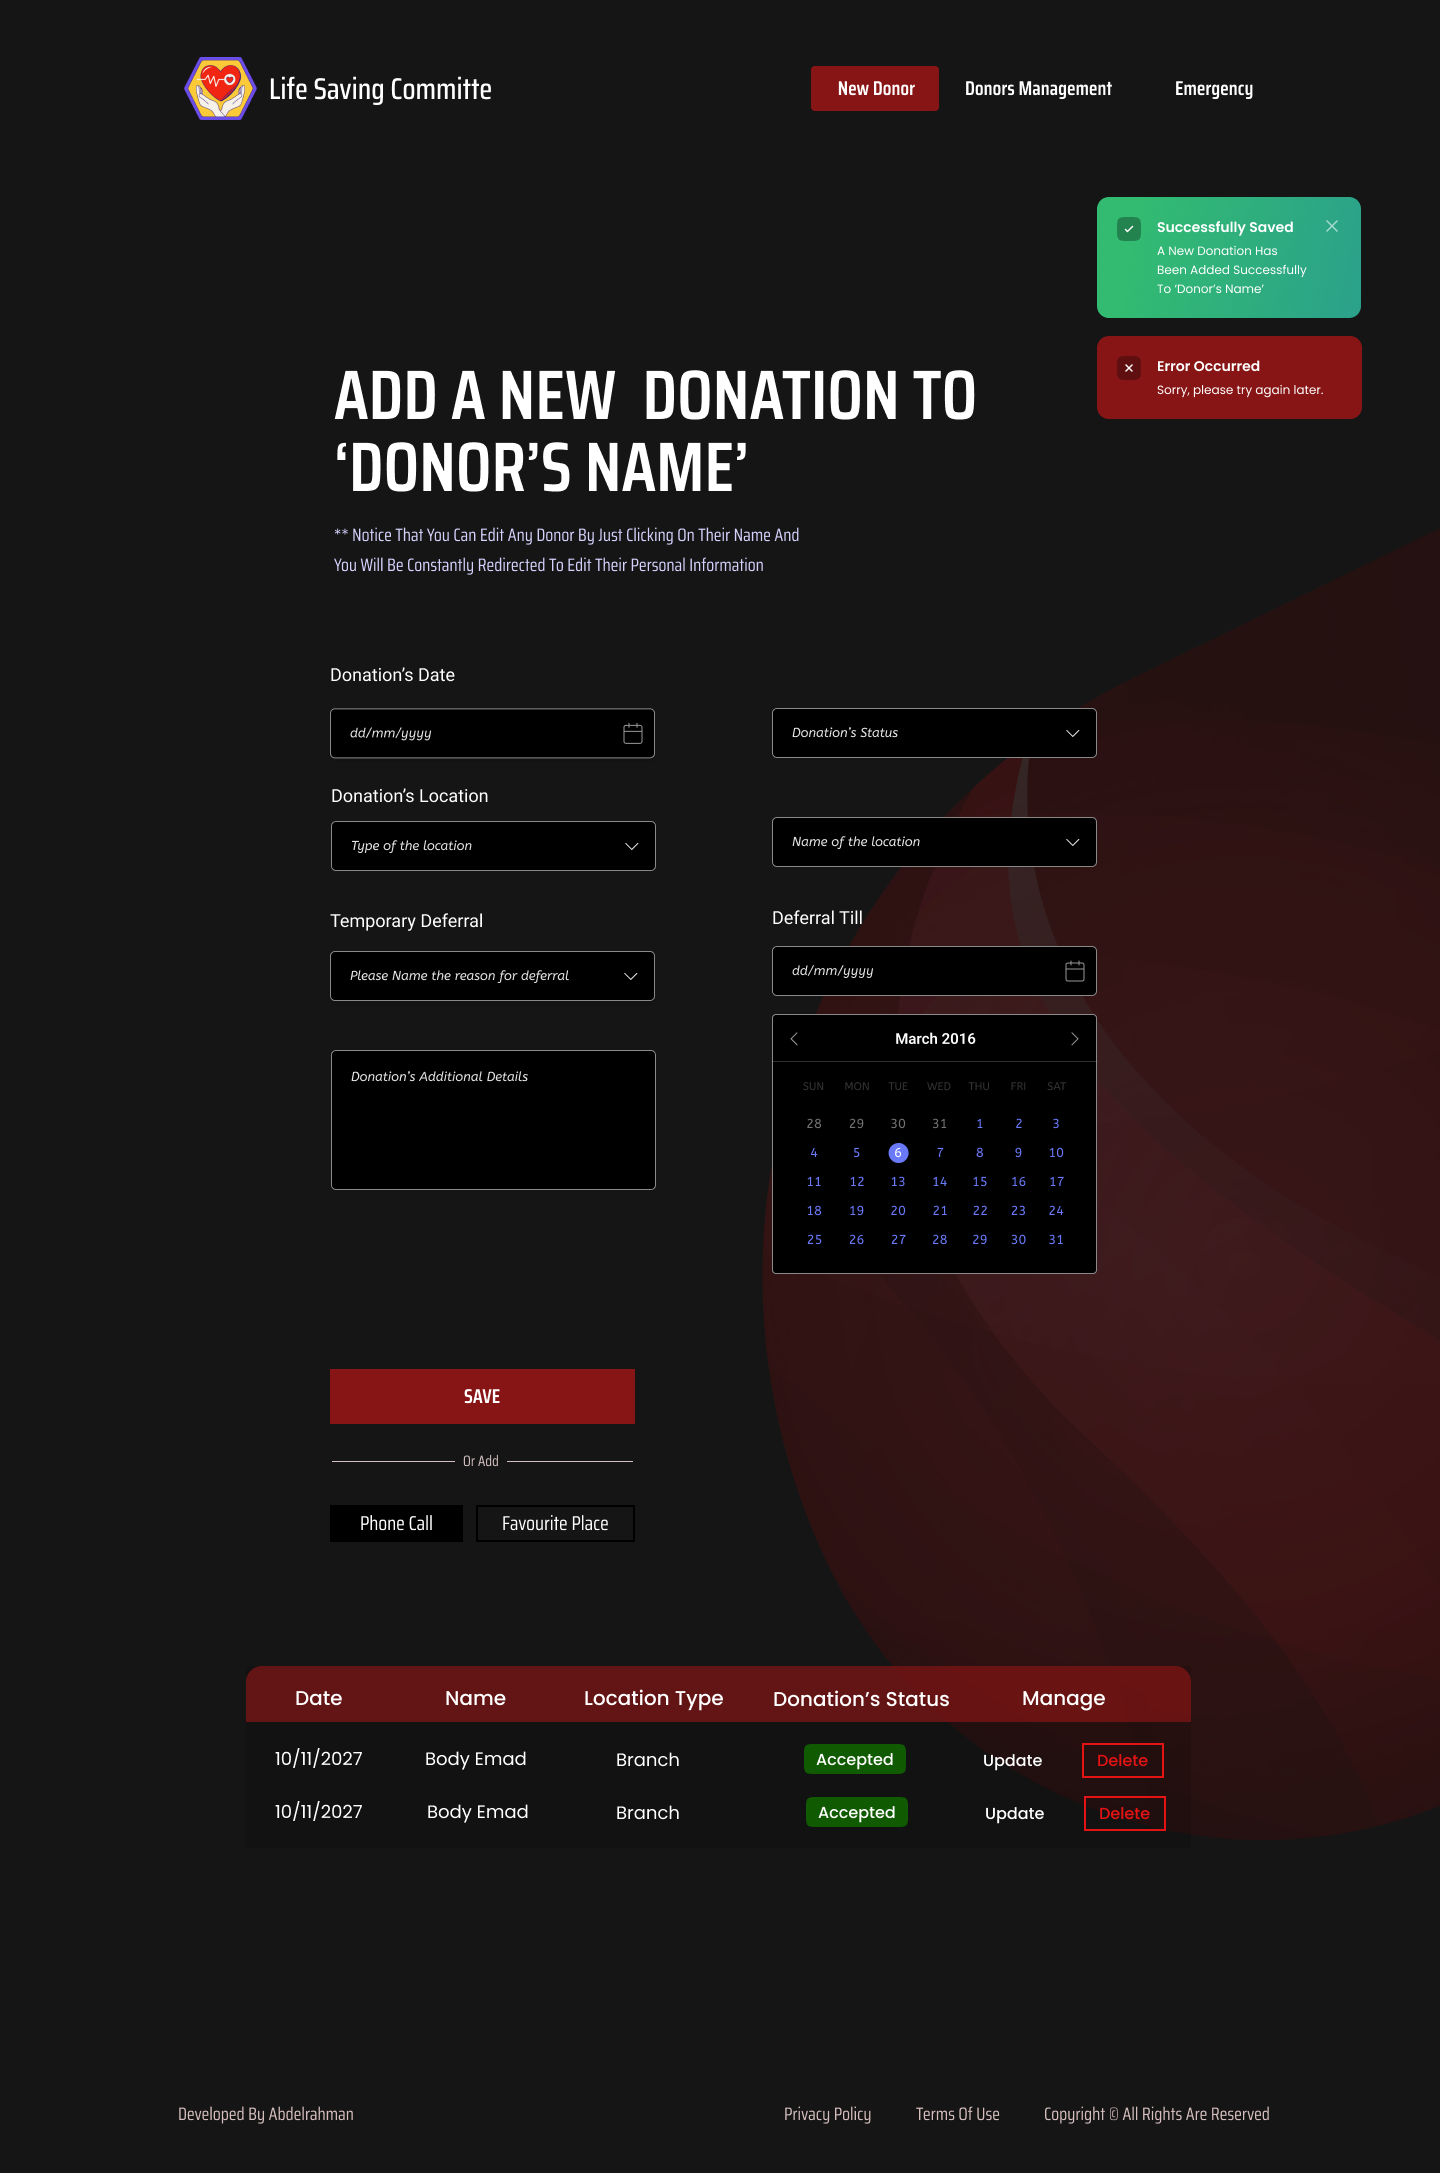 Life Saving Committe
New Donor
Donors Management
Emergency
Successfully Saved
A New Donation Has
Been Added Successfully
To 'Donor's Name'
Error Occurred
Sorry, please try again later.
ADD A NEW DONATION TO
‘DONOR’S NAME’
** Notice That You Can Edit Any Donor By Just Clicking On Their Name And
You Will Be Constantly Redirected To Edit Their Personal Information
Donation’s Date
dd/mm/yyyy
Donation’s Status
Donation’s Location
Type of the location
Name of the location
Temporary Deferral
Deferral Till
Please Name the reason for deferral
dd/mm/yyyy
Donation’s Additional Details
March 2016
SUN MON TUE WED THU FRI SAT
28 29 30 31 1 2 3
4 5 6 7 8 9 10
11 12 13 14 15 16 17
18 19 20 21 22 23 24
25 26 27 28 29 30 31
SAVE
Or Add
Phone Call
Favourite Place
Date Name Location Type Donation’s Status Manage
10/11/2027 Body Emad Branch Accepted Update Delete
10/11/2027 Body Emad Branch Accepted Update Delete
Developed By Abdelrahman
Privacy Policy
Terms Of Use
Copyright © All Rights Are Reserved